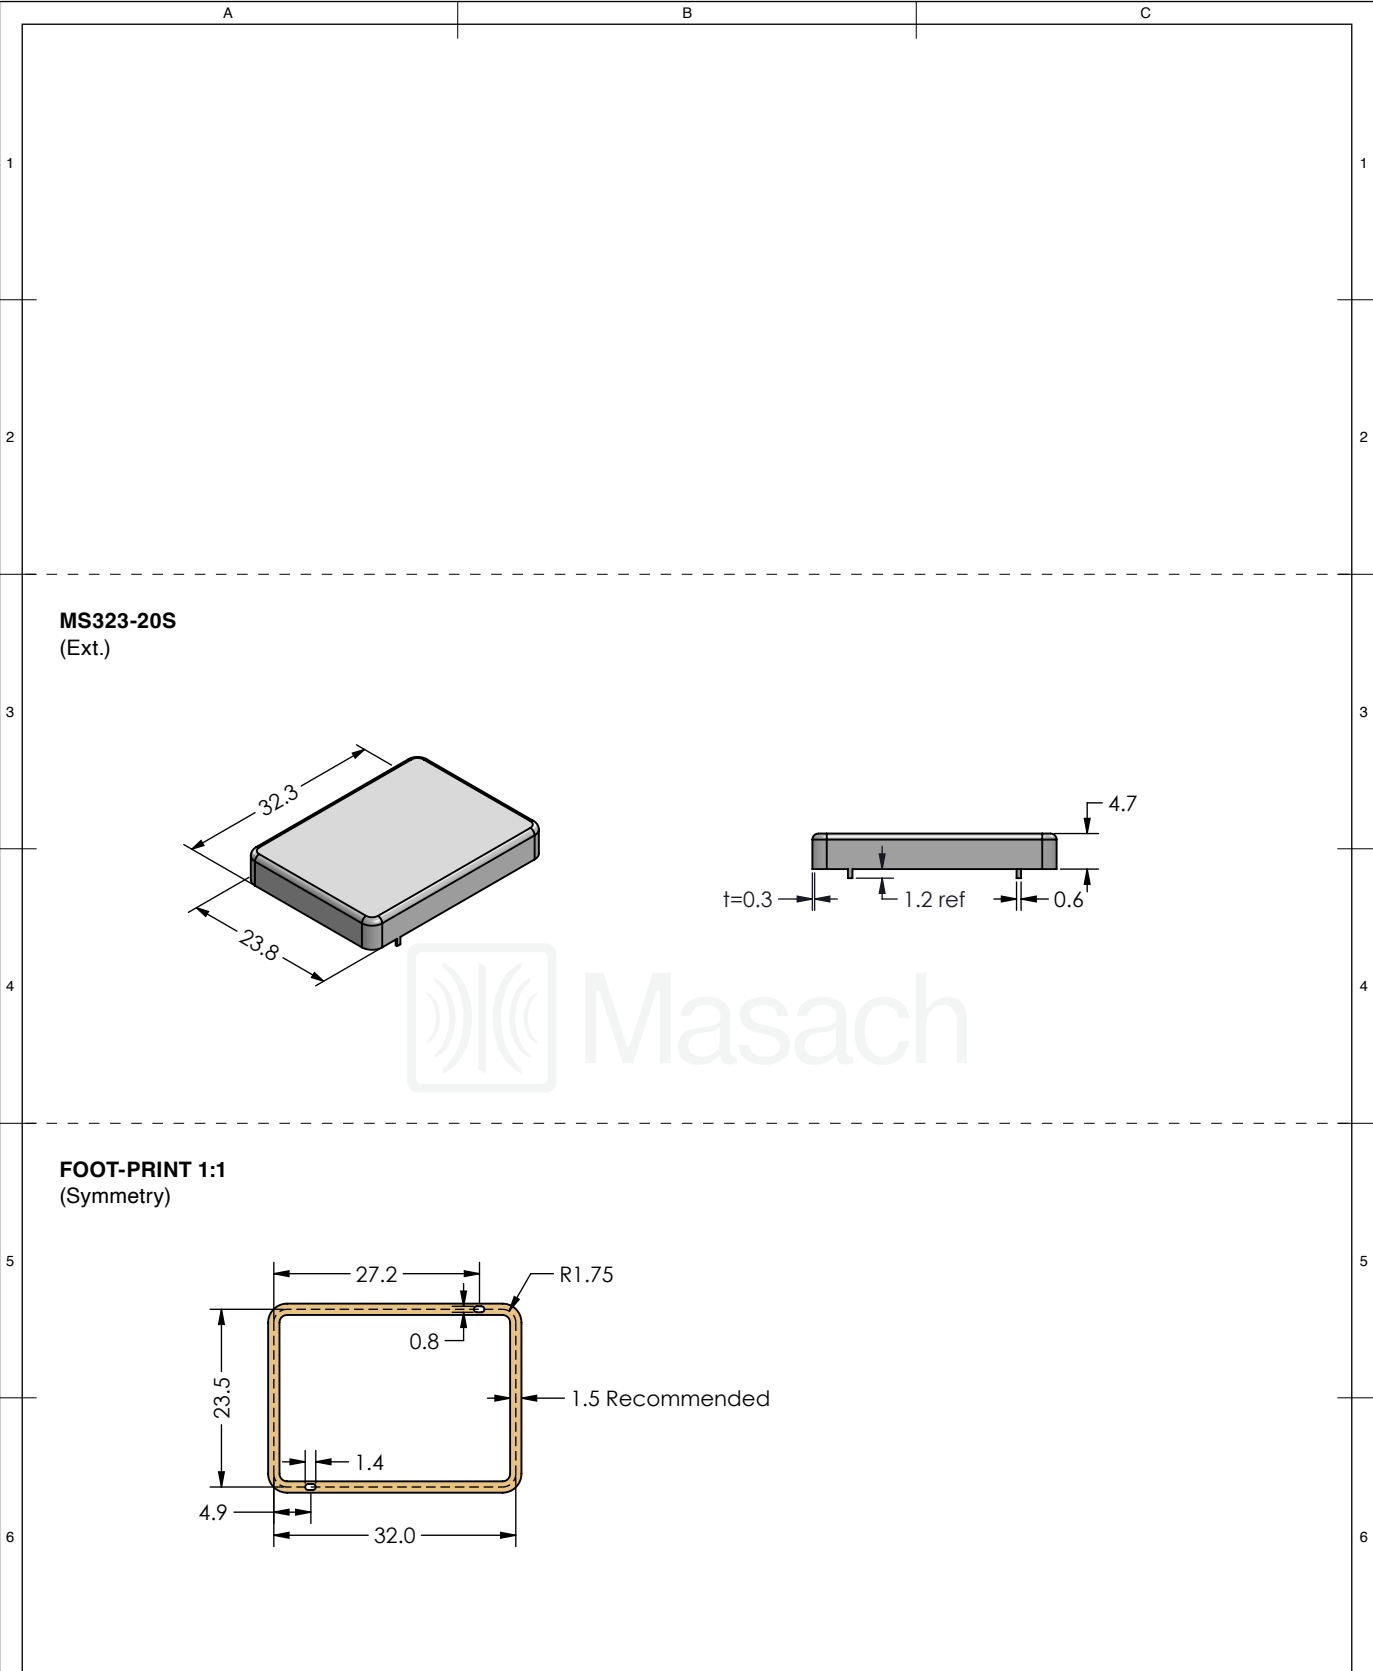 A B C
1 1
2 2
MS323-20S
(Ext.)
3 3
32.3
23.8
4.7
t=0.3
1.2 ref
0.6
4 4
Masach
FOOT-PRINT 1:1
(Symmetry)
5 5
27.2
R1.75
0.8
23.5
1.5 Recommended
1.4
4.9
32.0
6 6